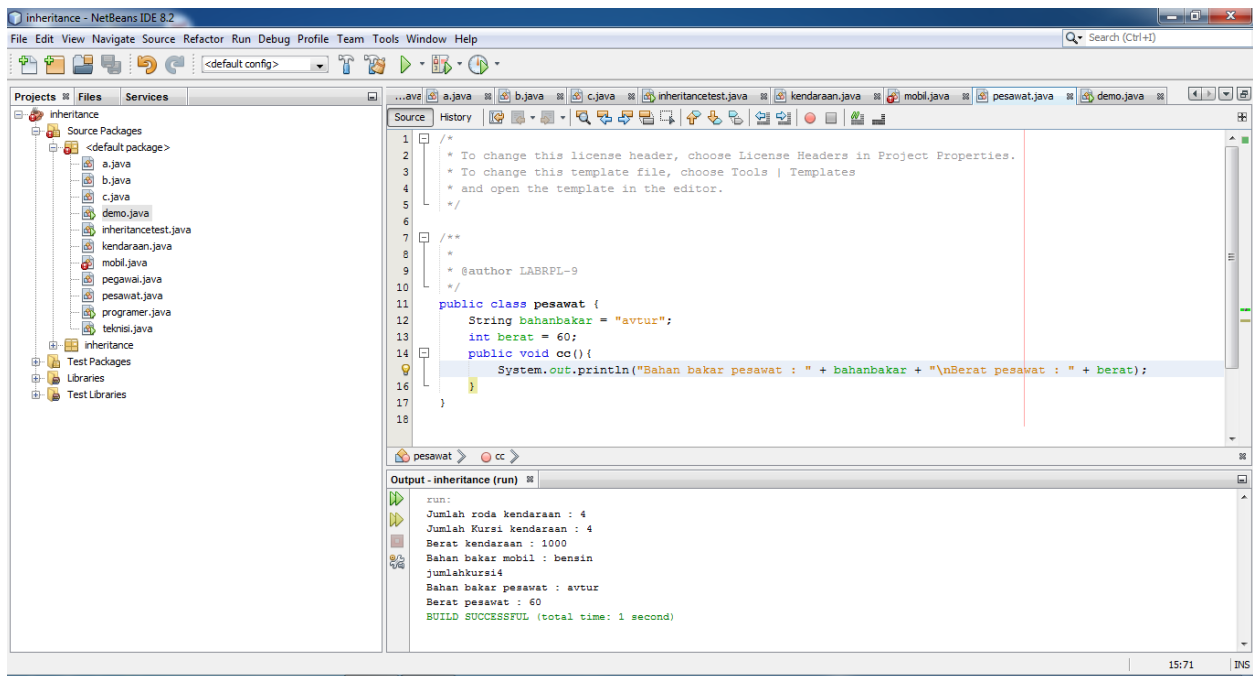 inheritance - NetBeans IDE 8.2
File Edit View Navigate Source Refactor Run Debug Profile Team Tools Window Help
Search (Ctrl+I)
<default config>
Projects Files Services
...ava a.java b.java c.java inheritancetest.java kendaraan.java mobil.java pesawat.java demo.java
Source History
inheritance
Source Packages
<default package>
a.java
b.java
c.java
demo.java
inheritancetest.java
kendaraan.java
mobil.java
pegawai.java
pesawat.java
programer.java
teknisi.java
inheritance
Test Packages
Libraries
Test Libraries
1 /*
2 * To change this license header, choose License Headers in Project Properties.
3 * To change this template file, choose Tools | Templates
4 * and open the template in the editor.
5 */
6
7 /**
8 *
9 * @author LABRPL-9
10 */
11 public class pesawat {
12 String bahanbakar = "avtur";
13 int berat = 60;
14 public void cc(){
System.out.println("Bahan bakar pesawat : " + bahanbakar + "\nBerat pesawat : " + berat);
16 }
17 }
18
pesawat cc
Output - inheritance (run)
run:
Jumlah roda kendaraan : 4
Jumlah Kursi kendaraan : 4
Berat kendaraan : 1000
Bahan bakar mobil : bensin
jumlahkursi4
Bahan bakar pesawat : avtur
Berat pesawat : 60
BUILD SUCCESSFUL (total time: 1 second)
15:71 INS